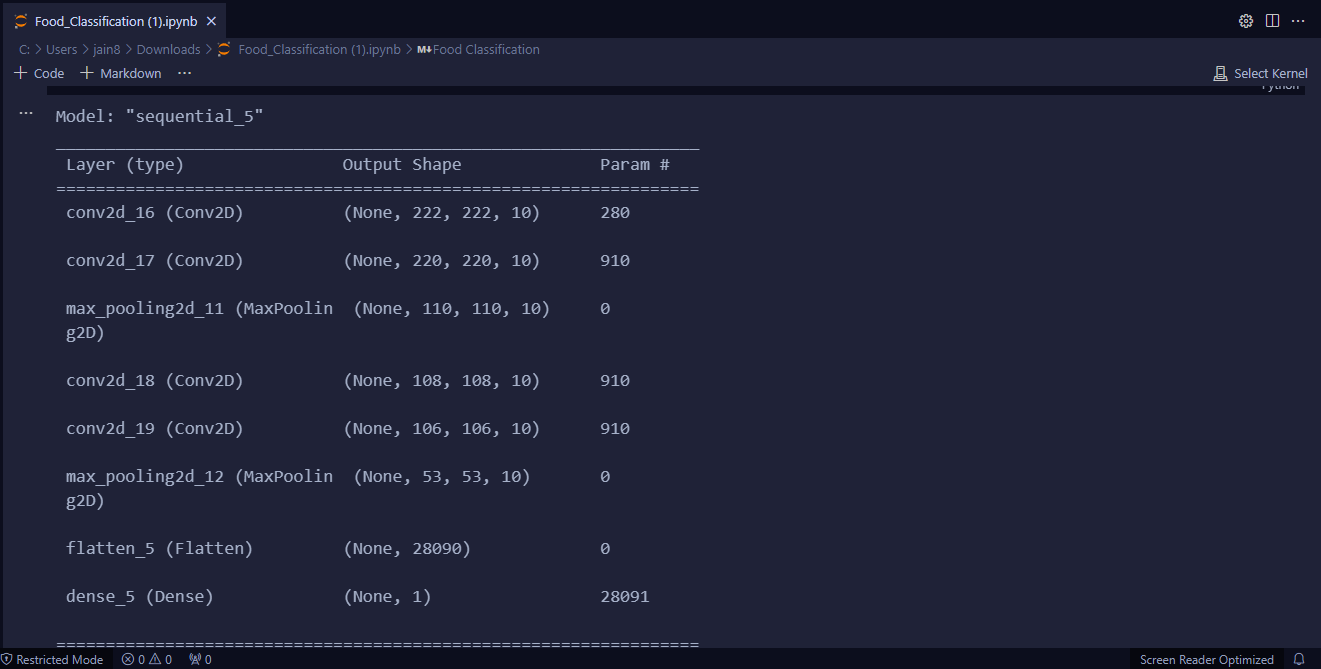 Food_Classification (1).ipynb
C: > Users > jain8 > Downloads > Food_Classification (1).ipynb > M↓Food Classification
+ Code + Markdown ... Select Kernel
Python
... Model: "sequential_5"
_________________________________________________________________
Layer (type) Output Shape Param #
=================================================================
conv2d_16 (Conv2D) (None, 222, 222, 10) 280
conv2d_17 (Conv2D) (None, 220, 220, 10) 910
max_pooling2d_11 (MaxPoolin (None, 110, 110, 10) 0
g2D)
conv2d_18 (Conv2D) (None, 108, 108, 10) 910
conv2d_19 (Conv2D) (None, 106, 106, 10) 910
max_pooling2d_12 (MaxPoolin (None, 53, 53, 10) 0
g2D)
flatten_5 (Flatten) (None, 28090) 0
dense_5 (Dense) (None, 1) 28091
=================================================================
Restricted Mode 0 0 0 Screen Reader Optimized